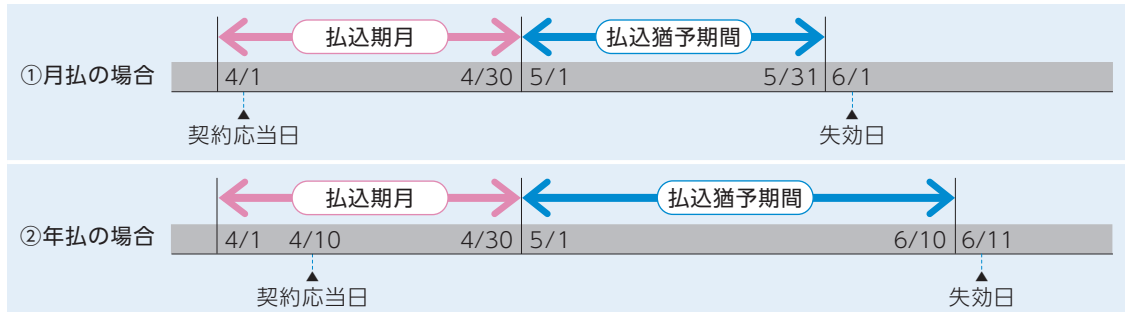 払込期月 払込猶予期間
①月払の場合 4/1 4/30 5/1 5/31 6/1
契約応当日 失効日
払込期月 払込猶予期間
②年払の場合 4/1 4/10 4/30 5/1 6/10 6/11
契約応当日 失効日